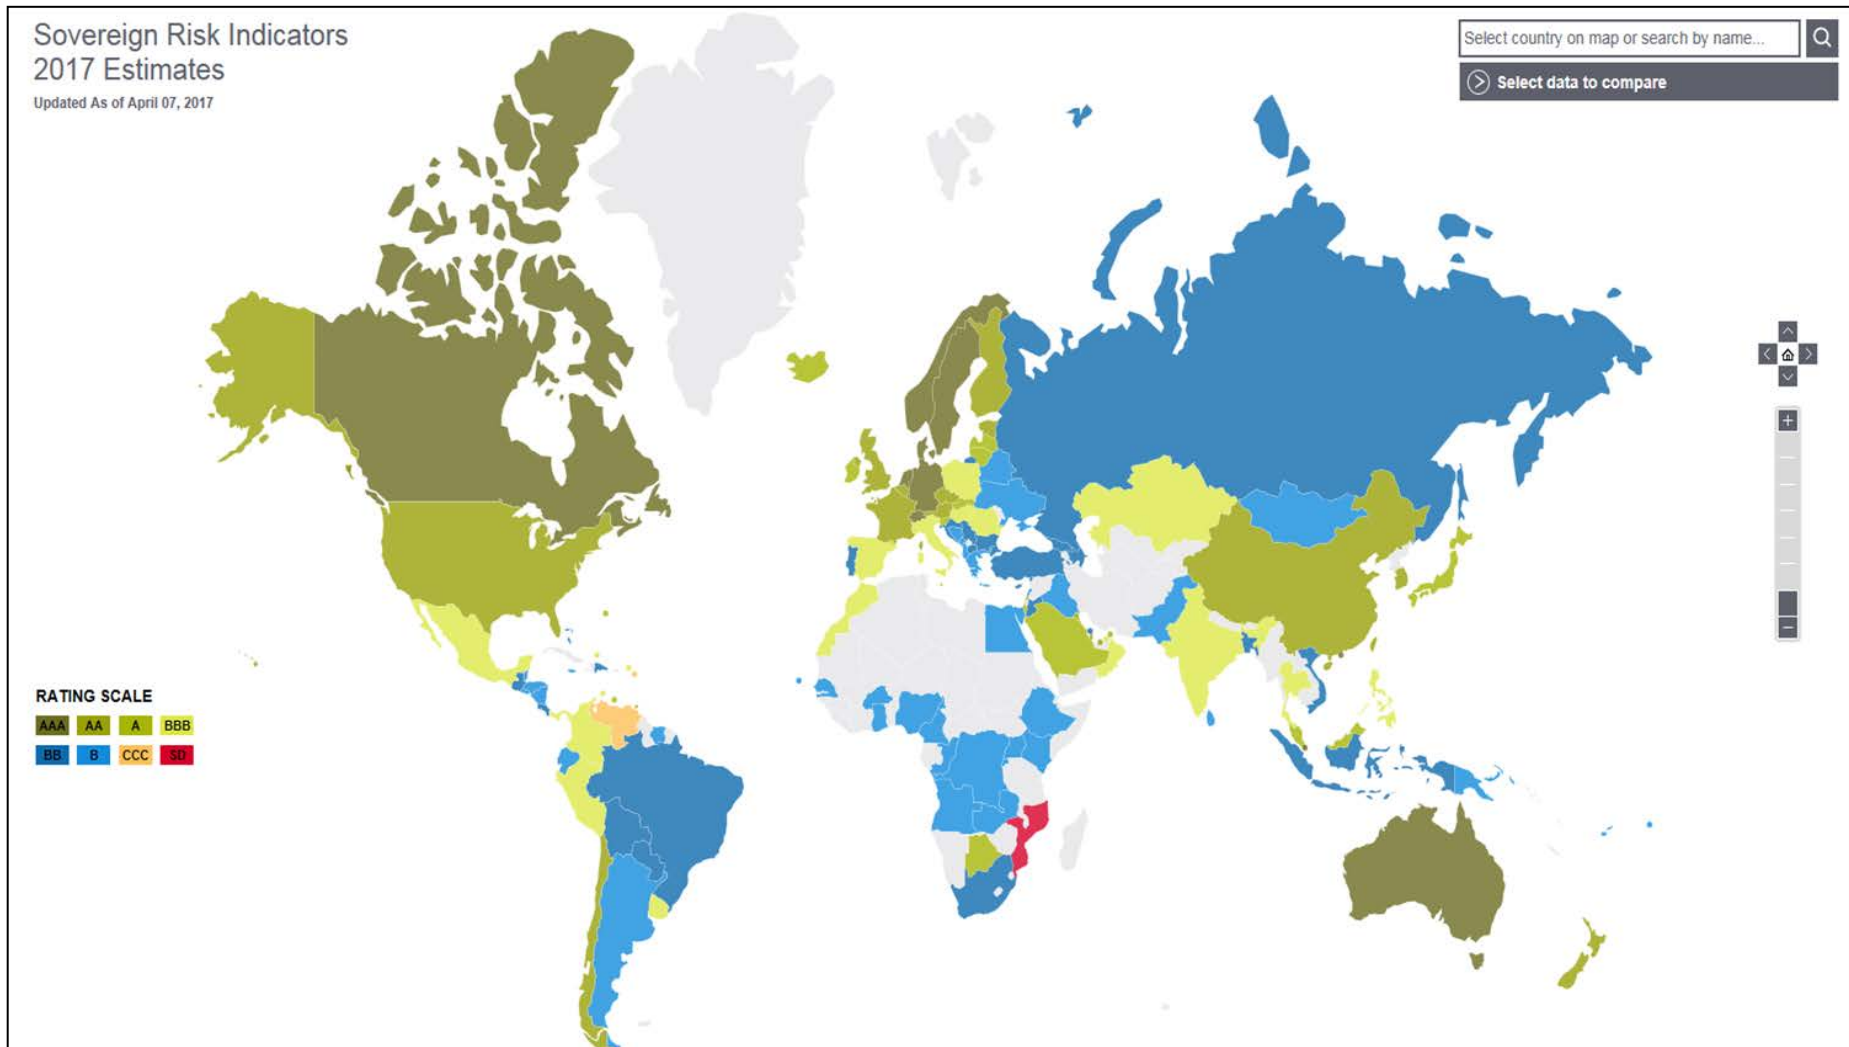 Sovereign Risk Indicators
2017 Estimates
Updated As of April 07, 2017
Select country on map or search by name...
Select data to compare
RATING SCALE
AAA AA A BBB
BB B CCC SD